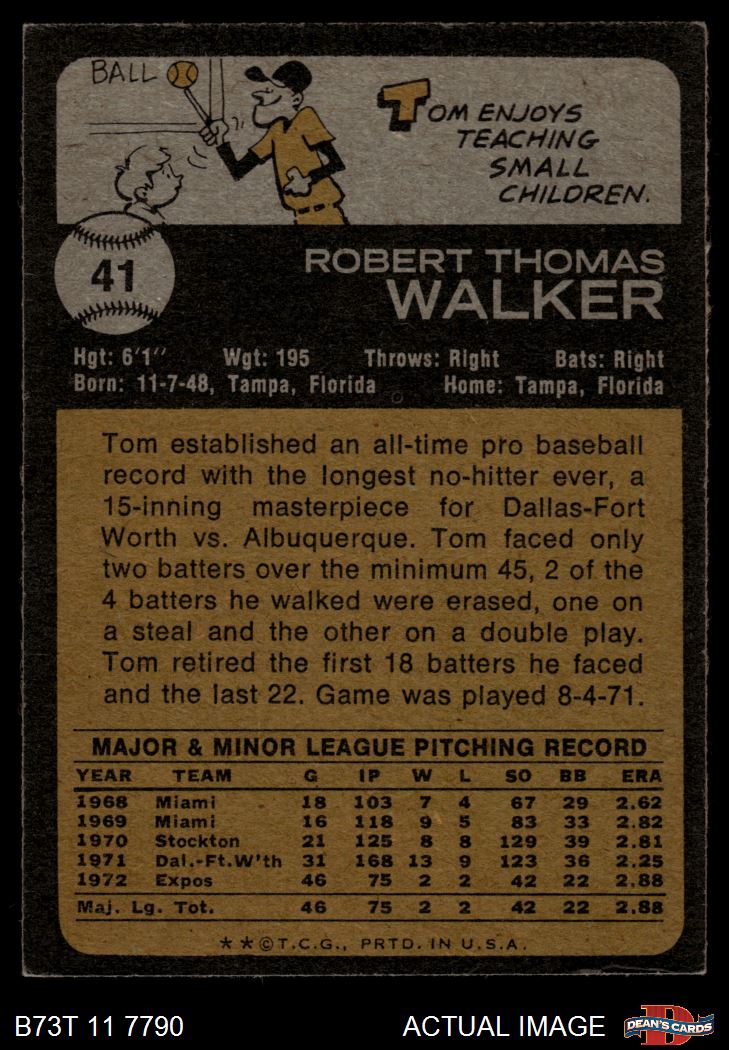 BALL
TOM ENJOYS
TEACHING
SMALL
CHILDREN.
41
ROBERT THOMAS
WALKER
Hgt: 6'1" Wgt: 195 Throws: Right Bats: Right
Born: 11-7-48, Tampa, Florida Home: Tampa, Florida
Tom established an all-time pro baseball
record with the longest no-hitter ever, a
15-inning masterpiece for Dallas-Fort
Worth vs. Albuquerque. Tom faced only
two batters over the minimum 45, 2 of the
4 batters he walked were erased, one on
a steal and the other on a double play.
Tom retired the first 18 batters he faced
and the last 22. Game was played 8-4-71.
MAJOR & MINOR LEAGUE PITCHING RECORD
YEAR TEAM G IP W L SO BB ERA
1968 Miami 18 103 7 4 67 29 2.62
1969 Miami 16 118 9 5 83 33 2.82
1970 Stockton 21 125 8 8 129 39 2.81
1971 Dal.-Ft.W'th 31 168 13 9 123 36 2.25
1972 Expos 46 75 2 2 42 22 2.88
Maj. Lg. Tot. 46 75 2 2 42 22 2.88
★★©T.C.G., PRTD. IN U.S.A.
B73T 11 7790 ACTUAL IMAGE D DEAN'S CARDS